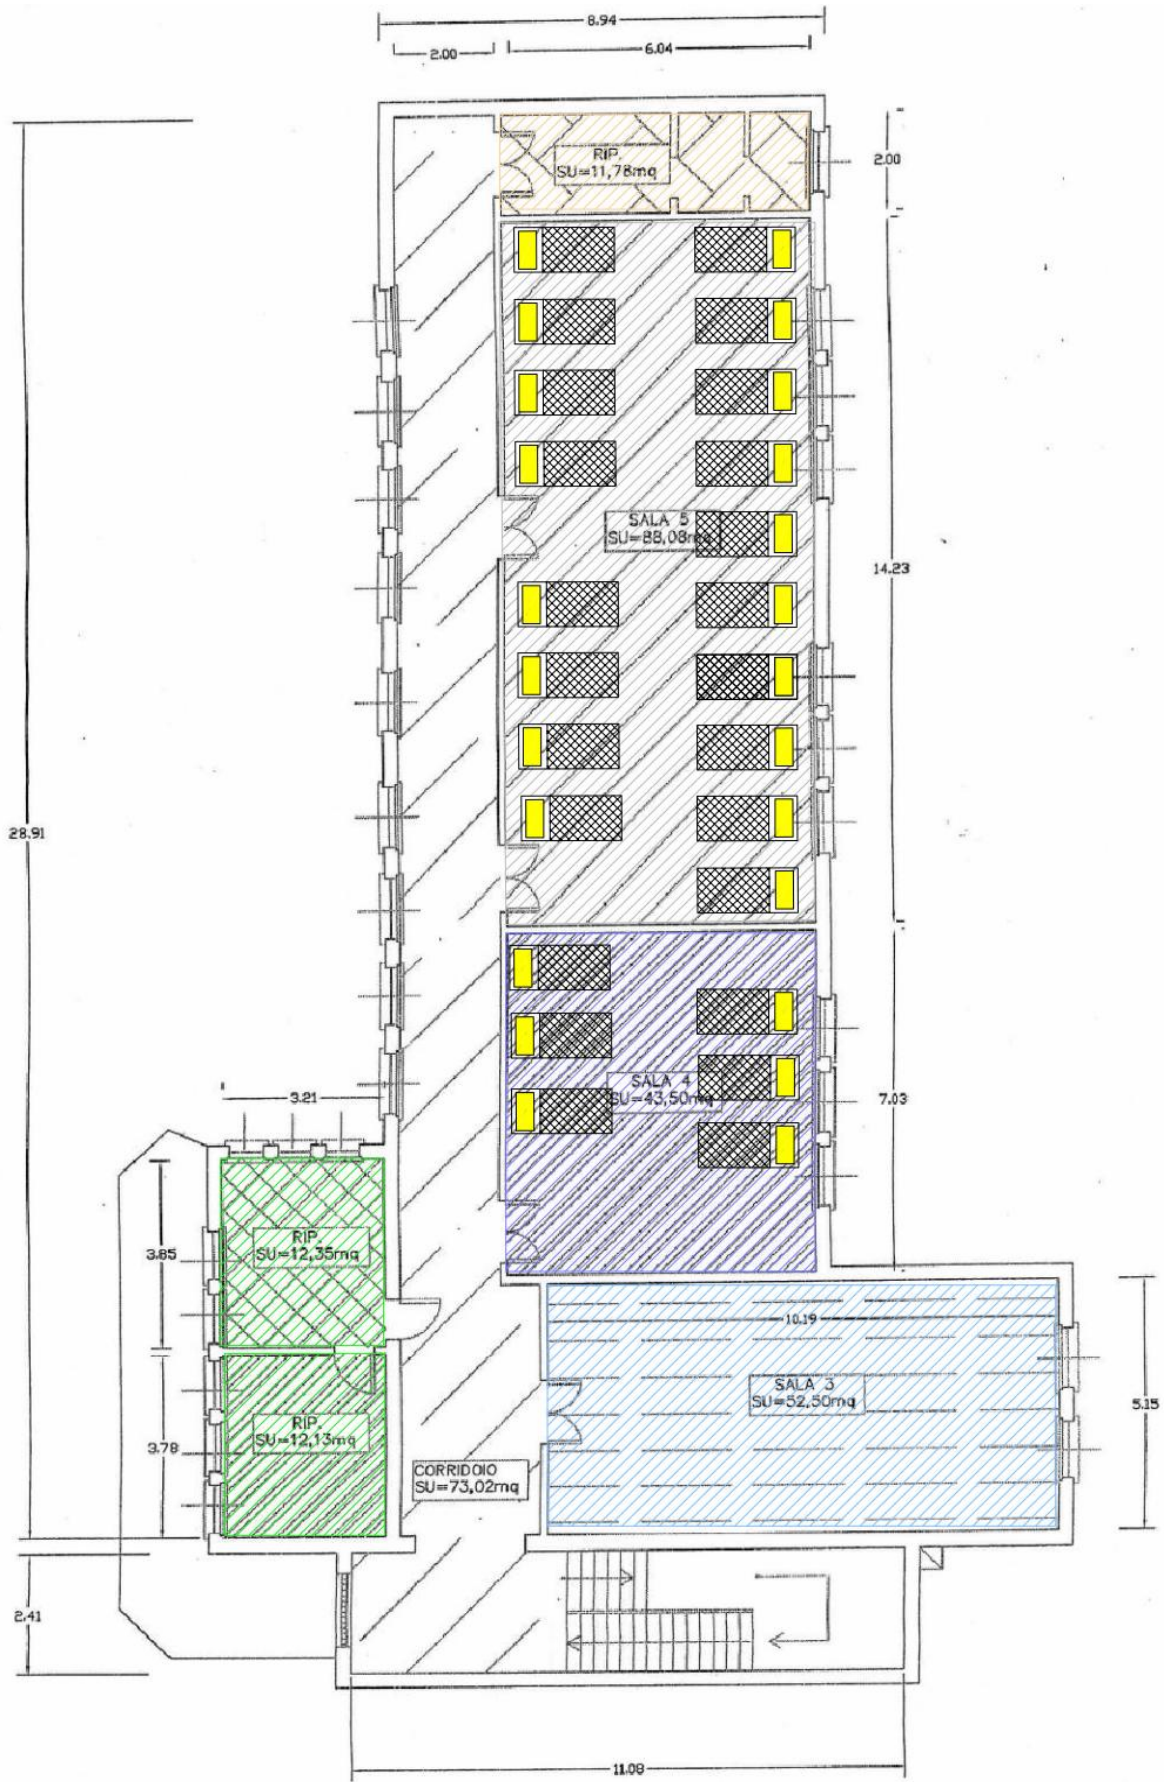 8.94
2.00
6.04
RIP.
SU=11,78mq
2.00
SALA 5
SU=88,08mq
14.23
28.91
SALA 4
SU=43,50mq
7.03
3.21
3.85
RIP.
SU=12,35mq
10.19
SALA 3
SU=52,50mq
5.15
3.78
RIP.
SU=12,13mq
CORRIDOIO
SU=73,02mq
2.41
11.08